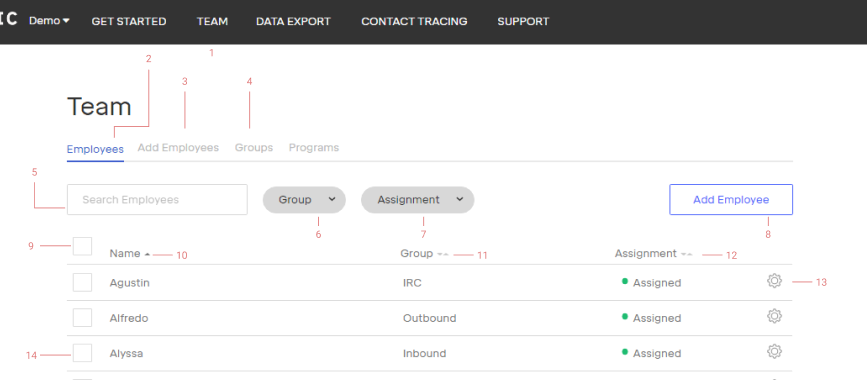 IC Demo GET STARTED TEAM DATA EXPORT CONTACT TRACING SUPPORT
2 1
3 4
Team
Employees Add Employees Groups Programs
5
Search Employees Group Assignment Add Employee
6 7 8
9 Name 10 Group 11 Assignment 12
Agustin IRC Assigned 13
Alfredo Outbound Assigned
14 Alyssa Inbound Assigned